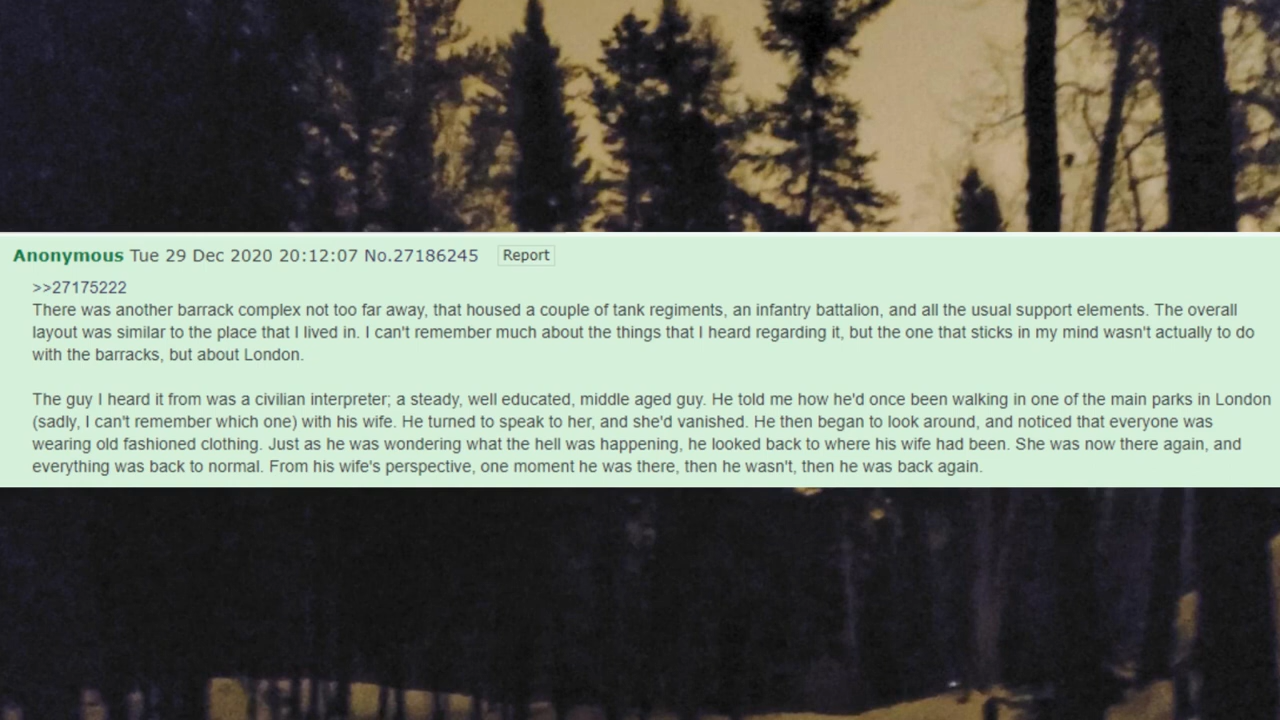 Anonymous Tue 29 Dec 2020 20:12:07 No.27186245 Report
>>27175222
There was another barrack complex not too far away, that housed a couple of tank regiments, an infantry battalion, and all the usual support elements. The overall
layout was similar to the place that I lived in. I can't remember much about the things that I heard regarding it, but the one that sticks in my mind wasn't actually to do
with the barracks, but about London.
The guy I heard it from was a civilian interpreter; a steady, well educated, middle aged guy. He told me how he'd once been walking in one of the main parks in London
(sadly, I can't remember which one) with his wife. He turned to speak to her, and she'd vanished. He then began to look around, and noticed that everyone was
wearing old fashioned clothing. Just as he was wondering what the hell was happening, he looked back to where his wife had been. She was now there again, and
everything was back to normal. From his wife's perspective, one moment he was there, then he wasn't, then he was back again.